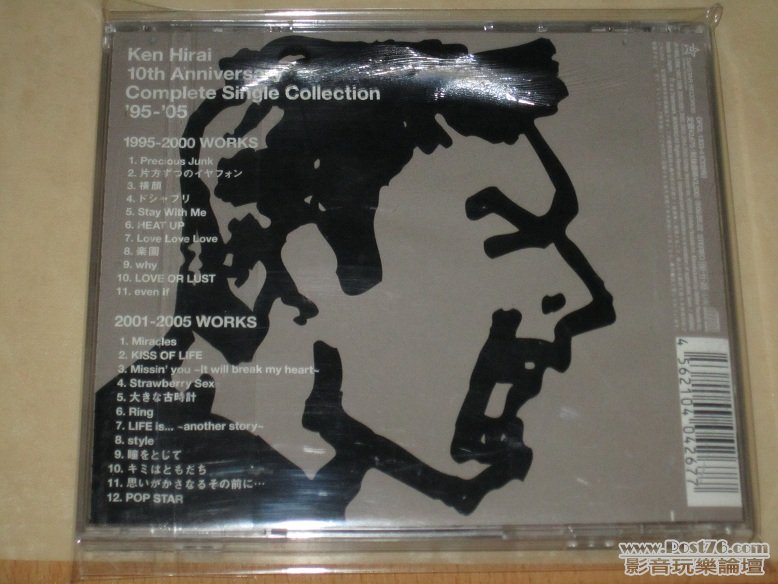 Ken Hirai
10th Anniversary
Complete Single Collection
'95-'05
1995-2000 WORKS
1. Precious Junk
2. 片方ずつのイヤフォン
3. 横顔
4. ドシャブリ
5. Stay With Me
6. HEAT UP
7. Love Love Love
8. 楽園
9. why
10. LOVE OR LUST
11. even if
2001-2005 WORKS
1. Miracles
2. KISS OF LIFE
3. Missin' you ~It will break my heart~
4. Strawberry Sex
5. 大きな古時計
6. Ring
7. LIFE is... ~another story~
8. style
9. 瞳をとじて
10. キミはともだち
11. 思いがかさなるその前に…
12. POP STAR
4 562104 042677
www.Post76.com
影音玩樂論壇